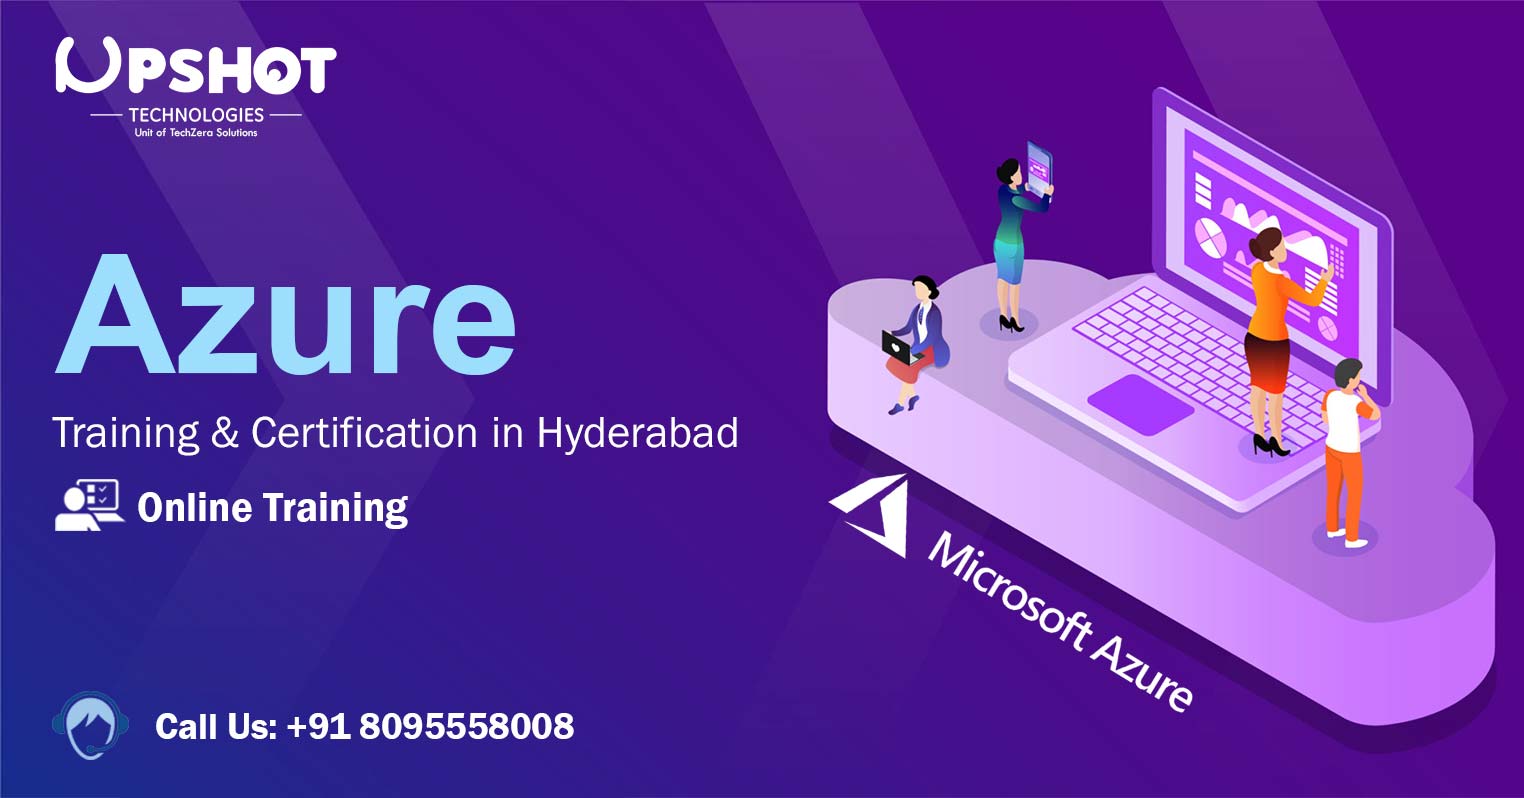 UPSHOT
TECHNOLOGIES
Unit of TechZera Solutions
Azure
Training & Certification in Hyderabad
Online Training
Microsoft Azure
Call Us: +91 8095558008